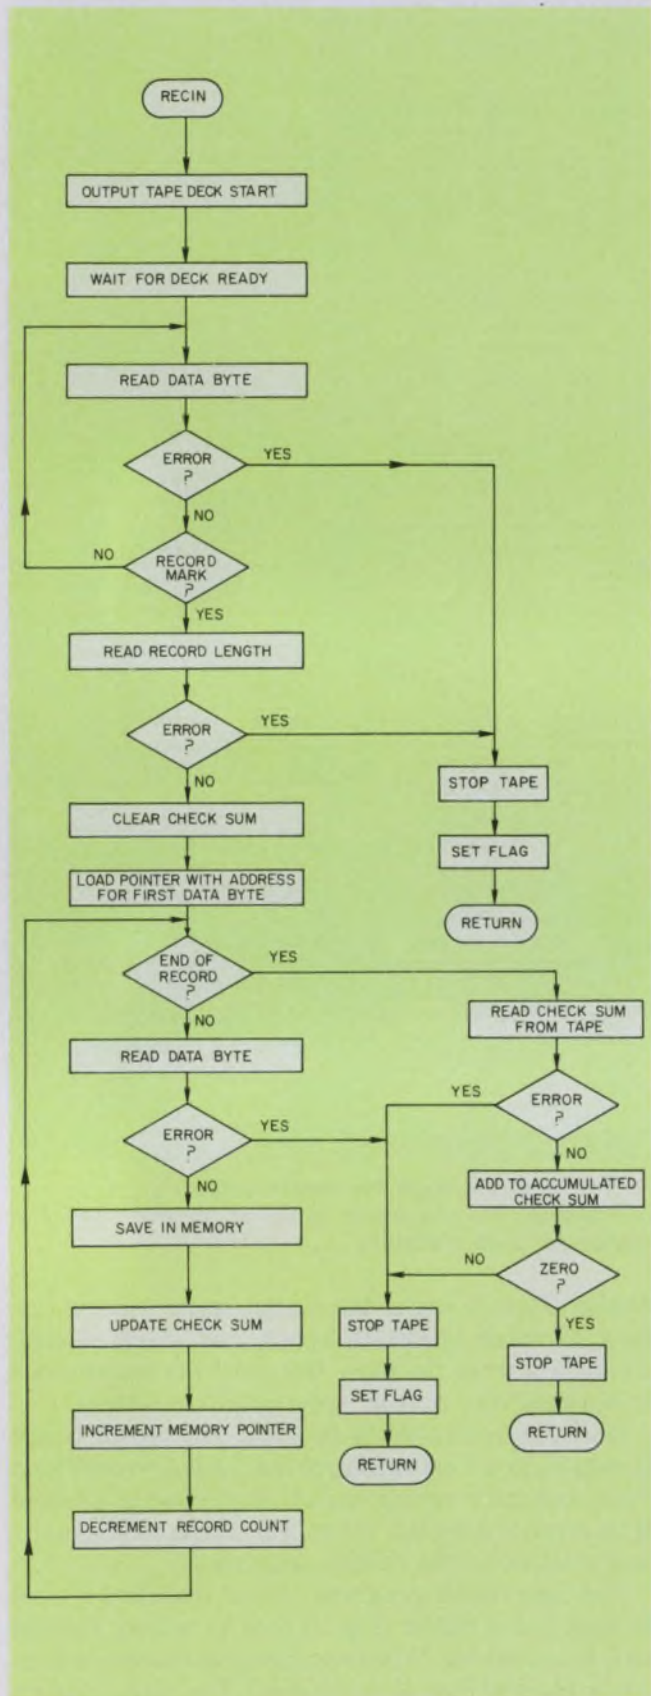 RECIN
OUTPUT TAPE DECK START
WAIT FOR DECK READY
READ DATA BYTE
ERROR
?
YES
NO
NO
RECORD
MARK
?
YES
READ RECORD LENGTH
ERROR
?
YES
NO
STOP TAPE
CLEAR CHECK SUM
SET FLAG
LOAD POINTER WITH ADDRESS
FOR FIRST DATA BYTE
RETURN
END OF
RECORD
?
YES
NO
READ CHECK SUM
FROM TAPE
READ DATA BYTE
YES
ERROR
?
NO
ERROR
?
YES
NO
ADD TO ACCUMULATED
CHECK SUM
SAVE IN MEMORY
NO
ZERO
?
YES
UPDATE CHECK SUM
STOP TAPE
STOP TAPE
SET FLAG
INCREMENT MEMORY POINTER
RETURN
RETURN
DECREMENT RECORD COUNT